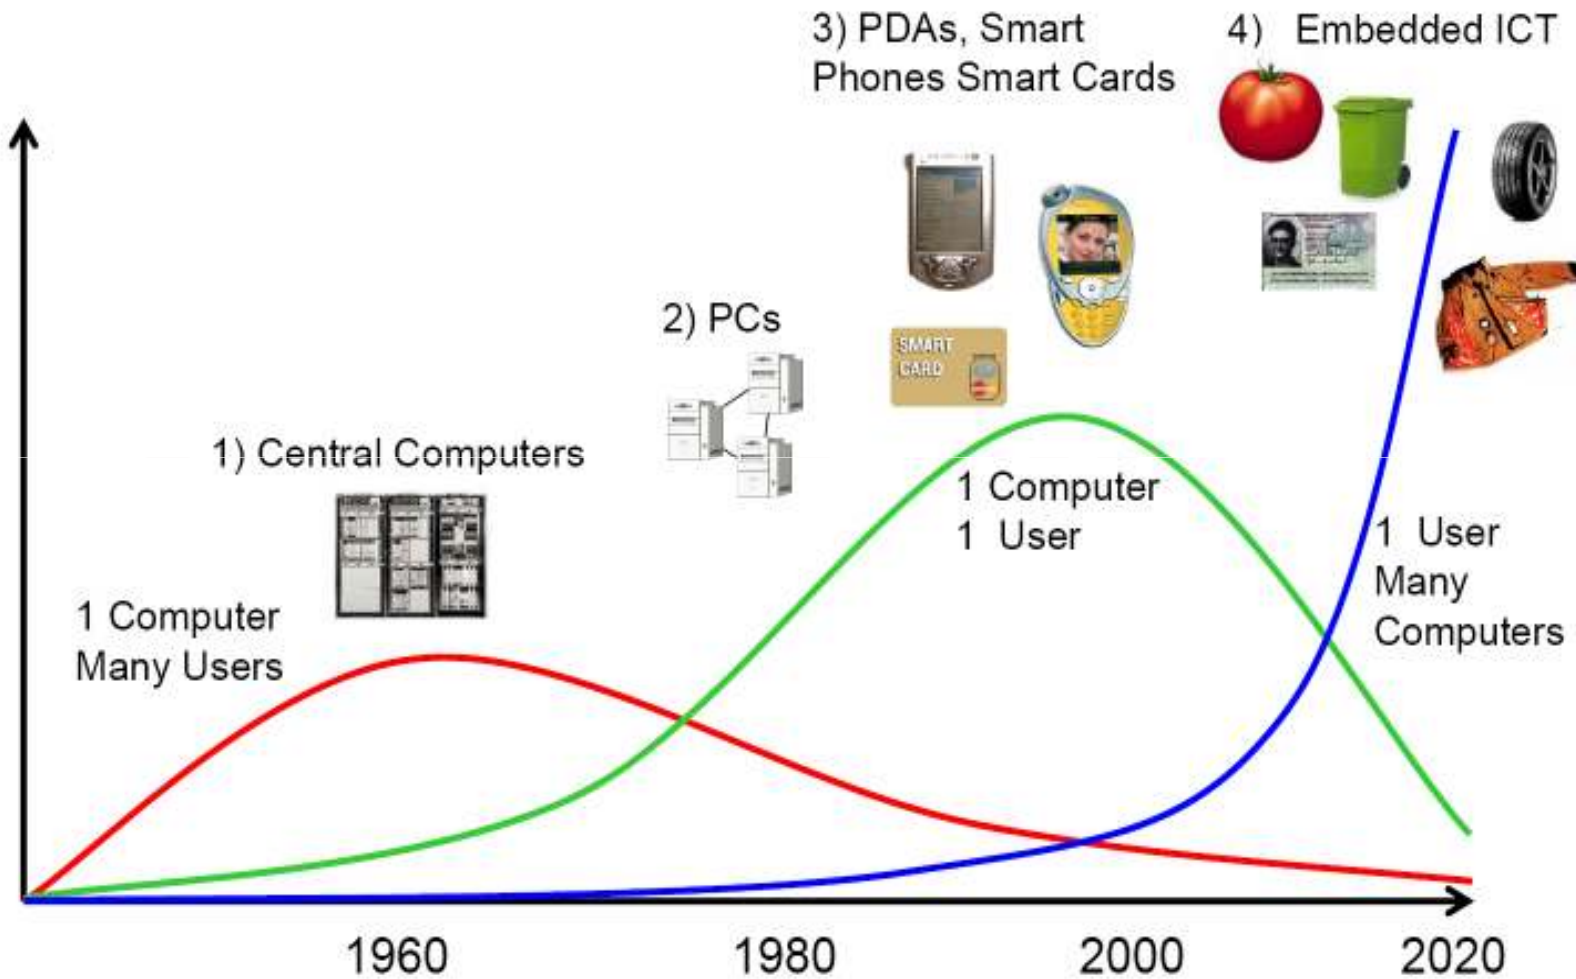 3) PDAs, Smart
Phones Smart Cards
4) Embedded ICT
2) PCs
SMART
CARD
1) Central Computers
1 Computer
Many Users
1 Computer
1 User
1 User
Many
Computers
1960
1980
2000
2020